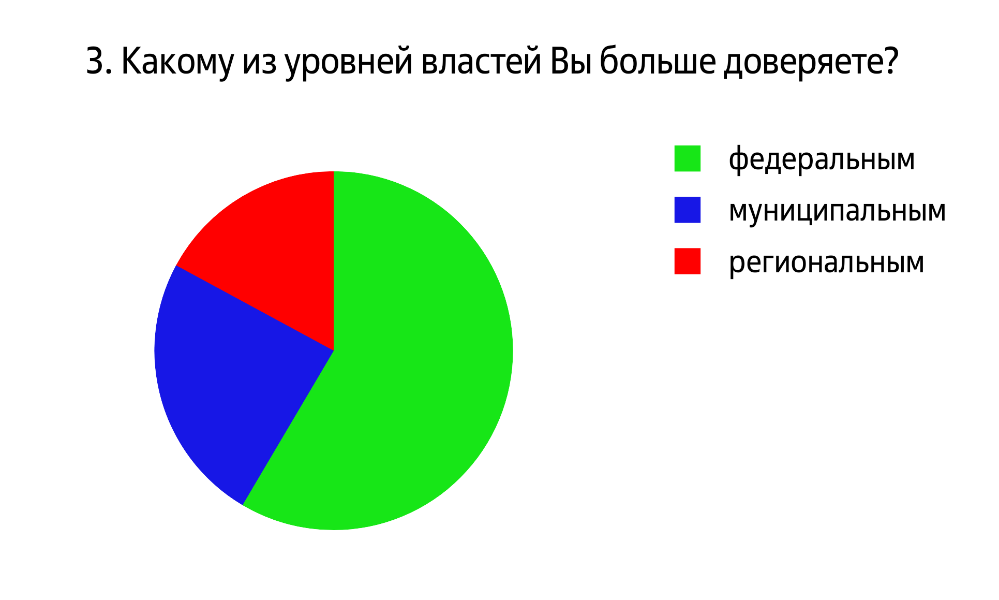 3. Какому из уровней властей Вы больше доверяете?
федеральным
муниципальным
региональным